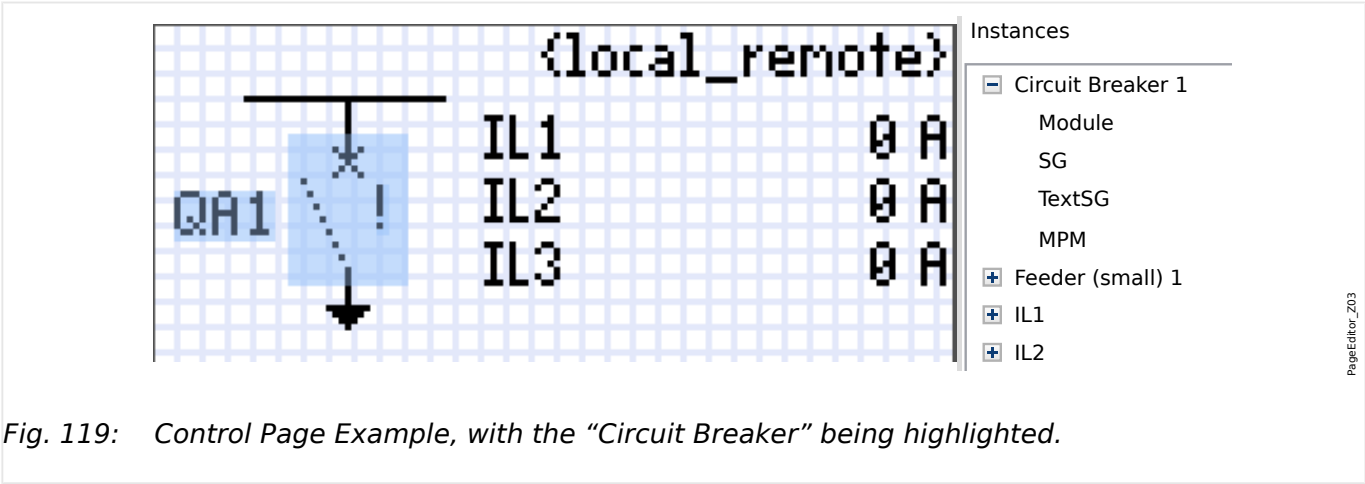 {local_remote}
QA1
!
IL1 0 A
IL2 0 A
IL3 0 A
Instances
Circuit Breaker 1
Module
SG
TextSG
MPM
Feeder (small) 1
IL1
IL2
PageEditor_Z03
Fig. 119: Control Page Example, with the “Circuit Breaker” being highlighted.